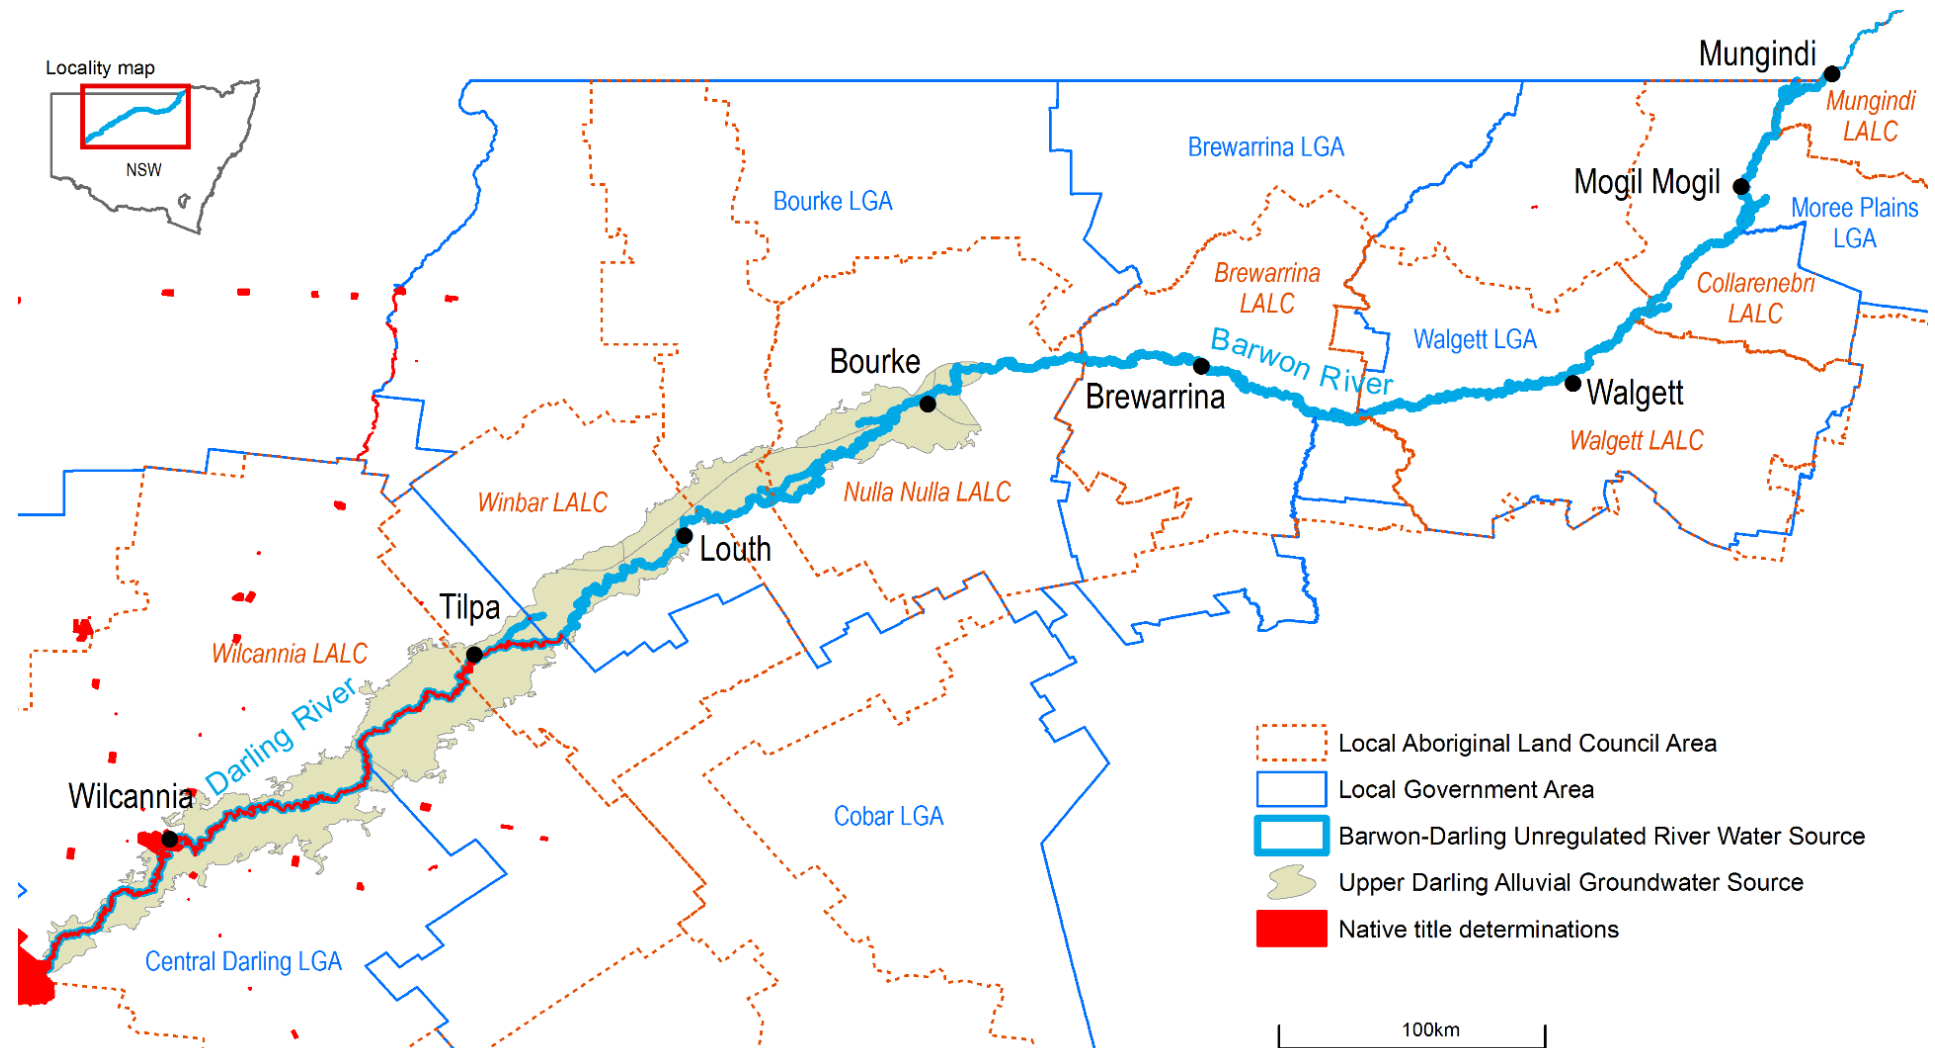 Locality map
NSW
Mungindi
Mungindi
LALC
Brewarrina LGA
Mogil Mogil
Bourke LGA
Moree Plains
LGA
Brewarrina
LALC
Collarenebri
LALC
Walgett LGA
Barwon River
Bourke
Brewarrina
Walgett
Walgett LALC
Winbar LALC
Nulla Nulla LALC
Louth
Tilpa
Wilcannia LALC
Darling River
Wilcannia
Cobar LGA
Central Darling LGA
Local Aboriginal Land Council Area
Local Government Area
Barwon-Darling Unregulated River Water Source
Upper Darling Alluvial Groundwater Source
Native title determinations
100km